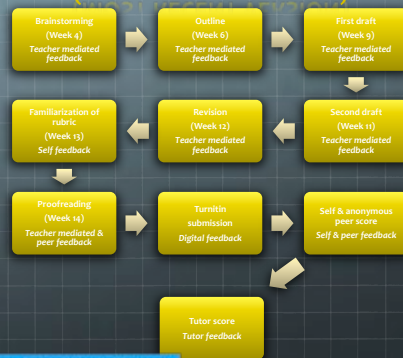 Brainstorming
(Week 4)
Teacher mediated
feedback
Outline
(Week 6)
Teacher mediated
feedback
First draft
(Week 9)
Teacher mediated
feedback
Second draft
(Week 11)
Teacher mediated
feedback
Revision
(Week 12)
Teacher mediated
feedback
Familiarization of
rubric
(Week 13)
Self feedback
Proofreading
(Week 14)
Teacher mediated &
peer feedback
Turnitin
submission
Digital feedback
Self & anonymous
peer score
Self & peer feedback
Tutor score
Tutor feedback